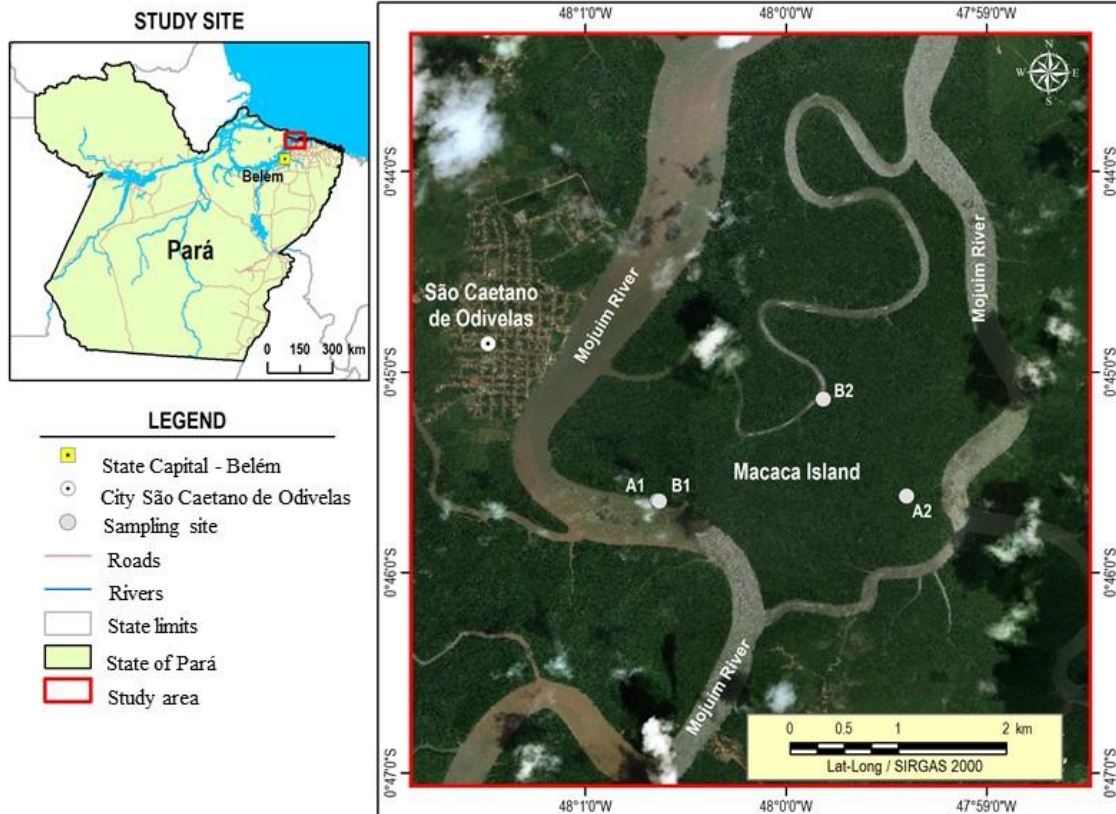 STUDY SITE
Belém
Pará
0 150 300 km
LEGEND
State Capital - Belém
City São Caetano de Odivelas
Sampling site
Roads
Rivers
State limits
State of Pará
Study area
48°1'0"W 48°0'0"W 47°59'0"W
N
W E
S
0°44'0"S 0°44'0"S
Mojuim River
Mojuim River
São Caetano
de Odivelas
0°45'0"S 0°45'0"S
B2
Macaca Island
A1 B1
A2
0°46'0"S 0°46'0"S
Mojuim River
0 0.5 1 2 km
Lat-Long / SIRGAS 2000
0°47'0"S 0°47'0"S
48°1'0"W 48°0'0"W 47°59'0"W